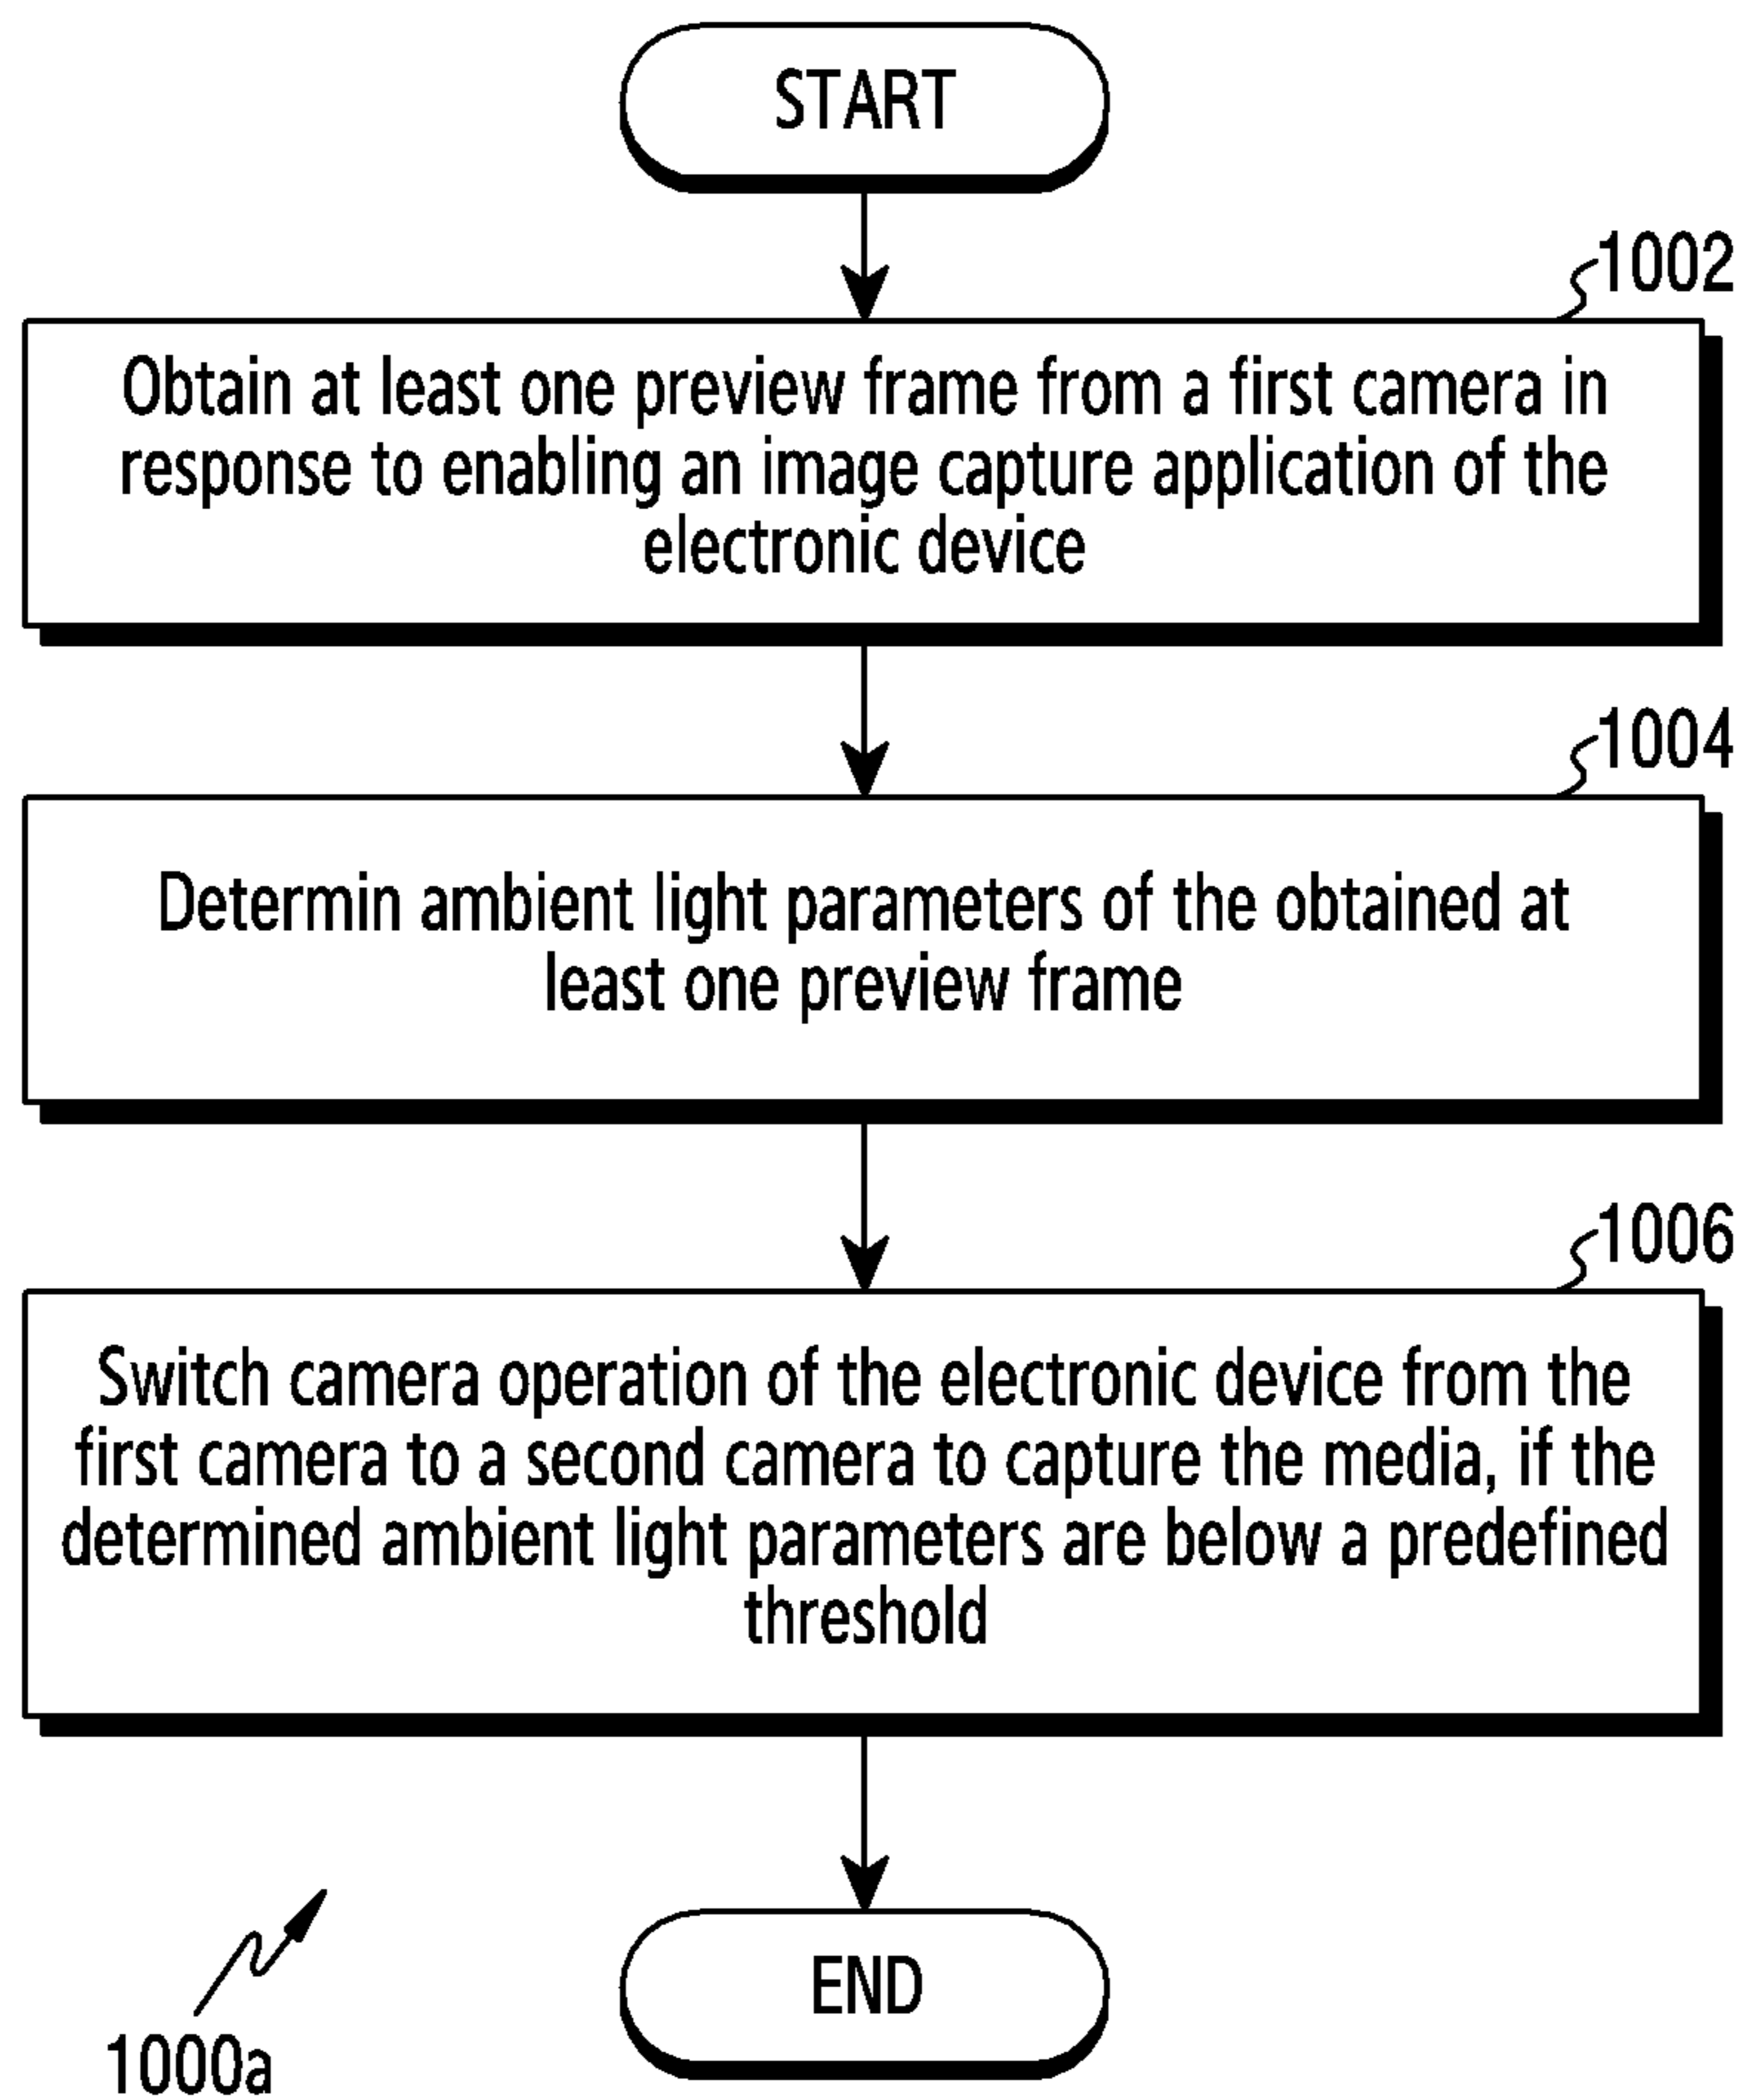 START
1002
Obtain at least one preview frame from a first camera in
response to enabling an image capture application of the
electronic device
1004
Determin ambient light parameters of the obtained at
least one preview frame
1006
Switch camera operation of the electronic device from the
first camera to a second camera to capture the media, if the
determined ambient light parameters are below a predefined
threshold
END
1000a